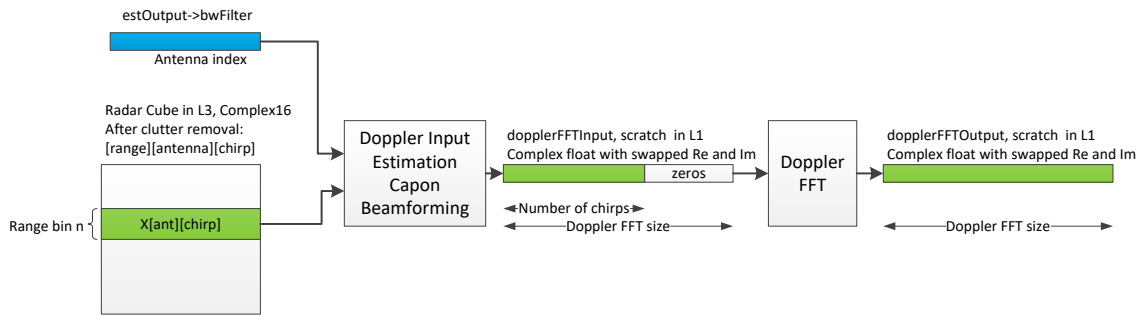 estOutput->bwFilter
Antenna index
Radar Cube in L3, Complex16
After clutter removal:
[range][antenna][chirp]
Range bin n
X[ant][chirp]
Doppler Input
Estimation
Capon
Beamforming
dopplerFFTInput, scratch in L1
Complex float with swapped Re and Im
zeros
Number of chirps
Doppler FFT size
Doppler
FFT
dopplerFFTOutput, scratch in L1
Complex float with swapped Re and Im
Doppler FFT size